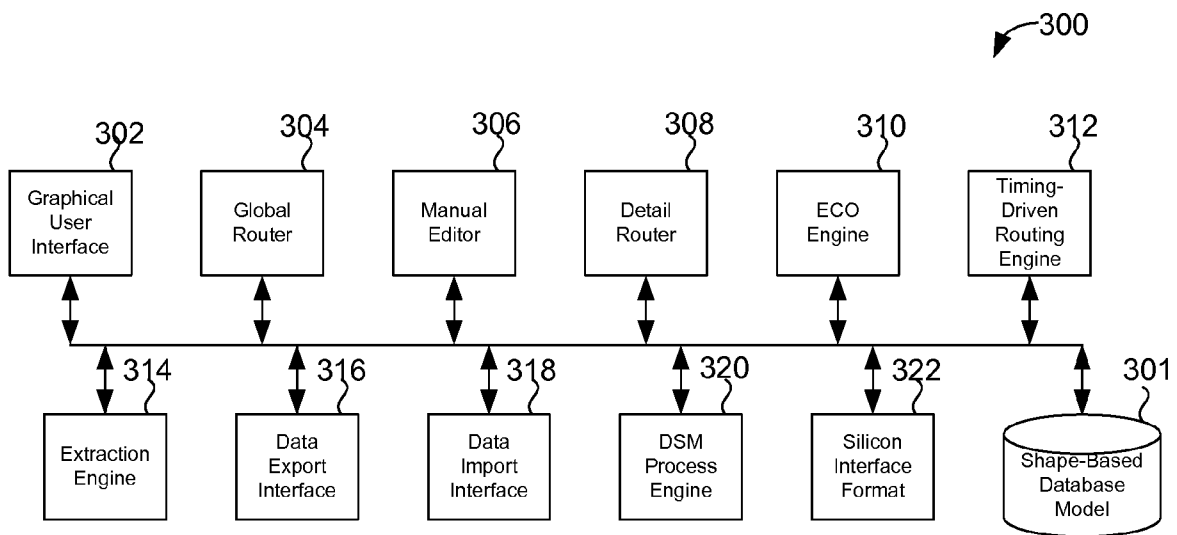 300
302
304
306
308
310
312
Graphical
User
Interface
Global
Router
Manual
Editor
Detail
Router
ECO
Engine
Timing-
Driven
Routing
Engine
314
316
318
320
322
301
Extraction
Engine
Data
Export
Interface
Data
Import
Interface
DSM
Process
Engine
Silicon
Interface
Format
Shape-Based
Database
Model